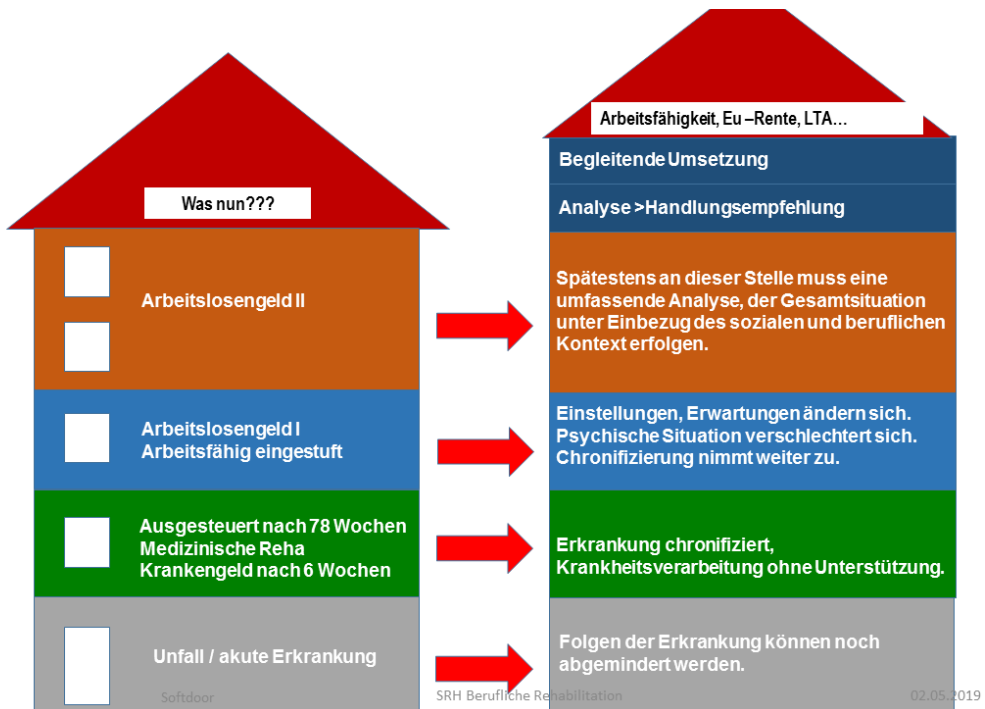 Was nun???
Arbeitslosengeld II
Arbeitslosengeld I
Arbeitsfähig eingestuft
Ausgesteuert nach 78 Wochen
Medizinische Reha
Krankengeld nach 6 Wochen
Unfall / akute Erkrankung
Arbeitsfähigkeit, Eu –Rente, LTA…
Begleitende Umsetzung
Analyse >Handlungsempfehlung
Spätestens an dieser Stelle muss eine
umfassende Analyse, der Gesamtsituation
unter Einbezug des sozialen und beruflichen
Kontext erfolgen.
Einstellungen, Erwartungen ändern sich.
Psychische Situation verschlechtert sich.
Chronifizierung nimmt weiter zu.
Erkrankung chronifiziert,
Krankheitsverarbeitung ohne Unterstützung.
Folgen der Erkrankung können noch
abgemindert werden.
Softdoor
SRH Berufliche Rehabilitation
02.05.2019